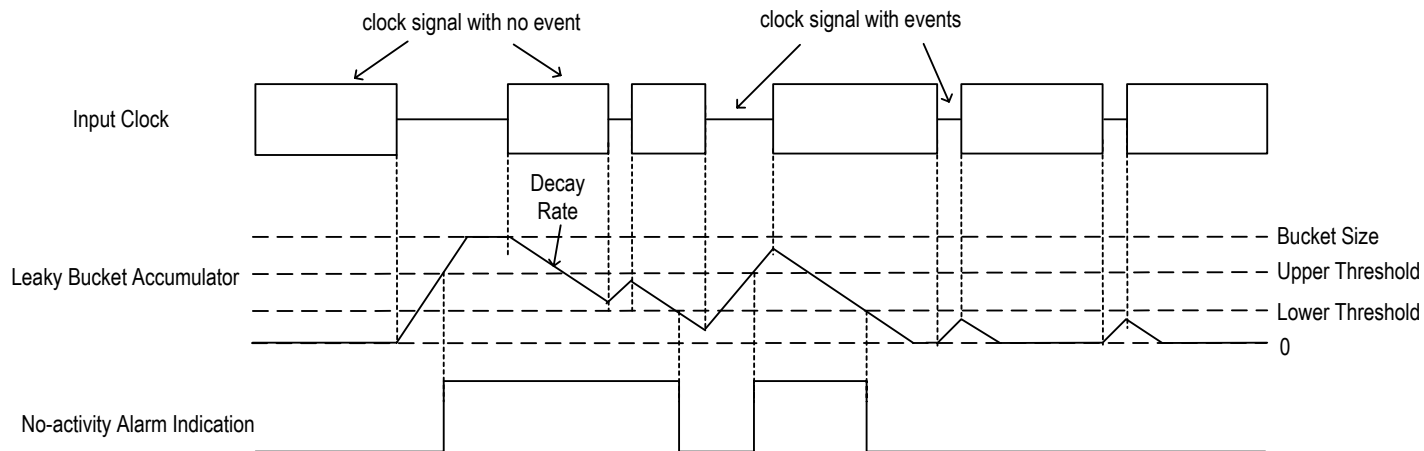 clock signal with no event
clock signal with events
Input Clock
Decay
Rate
Bucket Size
Leaky Bucket Accumulator
Upper Threshold
Lower Threshold
0
No-activity Alarm Indication